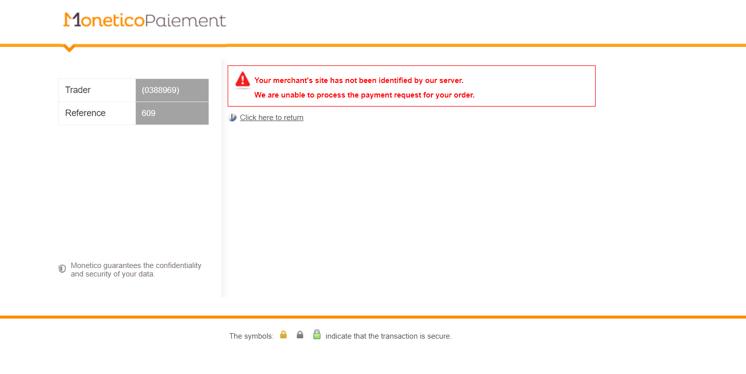 MoneticoPaiement
Trader (0388969)
Reference 609
Your merchant's site has not been identified by our server.
We are unable to process the payment request for your order.
Click here to return
Monetico guarantees the confidentiality
and security of your data.
The symbols: indicate that the transaction is secure.